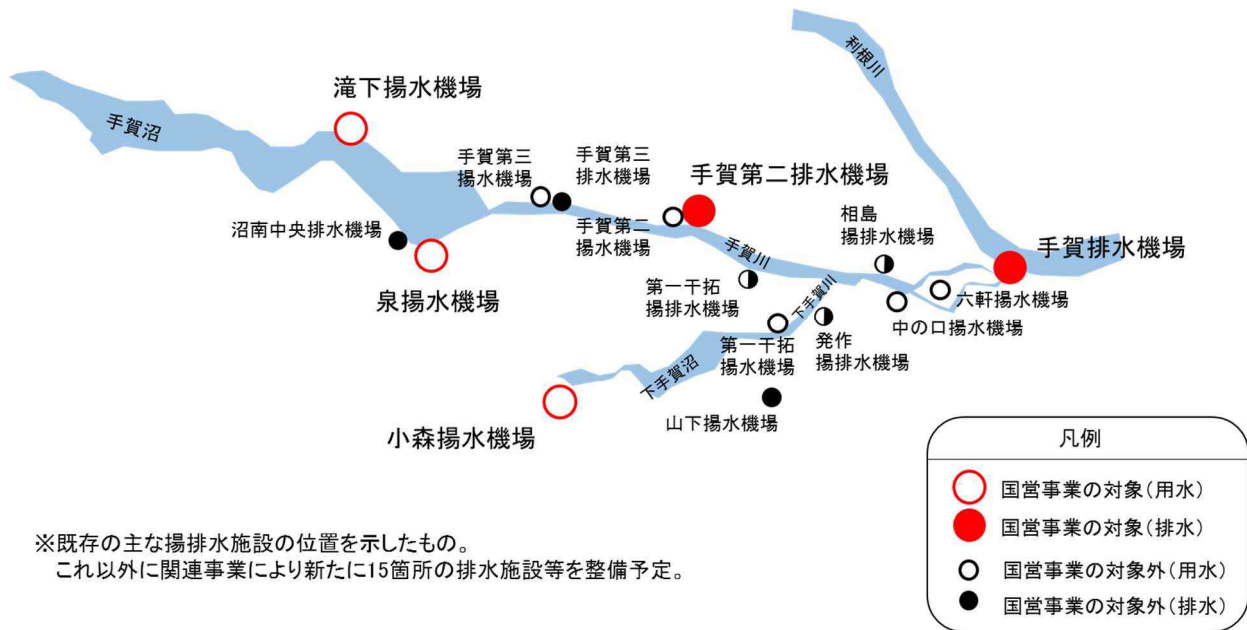 利根川
滝下揚水機場
手賀沼
手賀第三
揚水機場
手賀第三
排水機場
手賀第二排水機場
相島
揚排水機場
沼南中央排水機場
手賀第二
揚水機場
手賀川
手賀排水機場
泉揚水機場
第一干拓
揚排水機場
下手賀川
六軒揚水機場
中の口揚水機場
第一干拓
揚水機場
発作
揚排水機場
下手賀沼
小森揚水機場
山下揚水機場
凡例
国営事業の対象(用水)
国営事業の対象(排水)
国営事業の対象外(用水)
国営事業の対象外(排水)
※既存の主な揚排水施設の位置を示したもの。
これ以外に関連事業により新たに15箇所の排水施設等を整備予定。